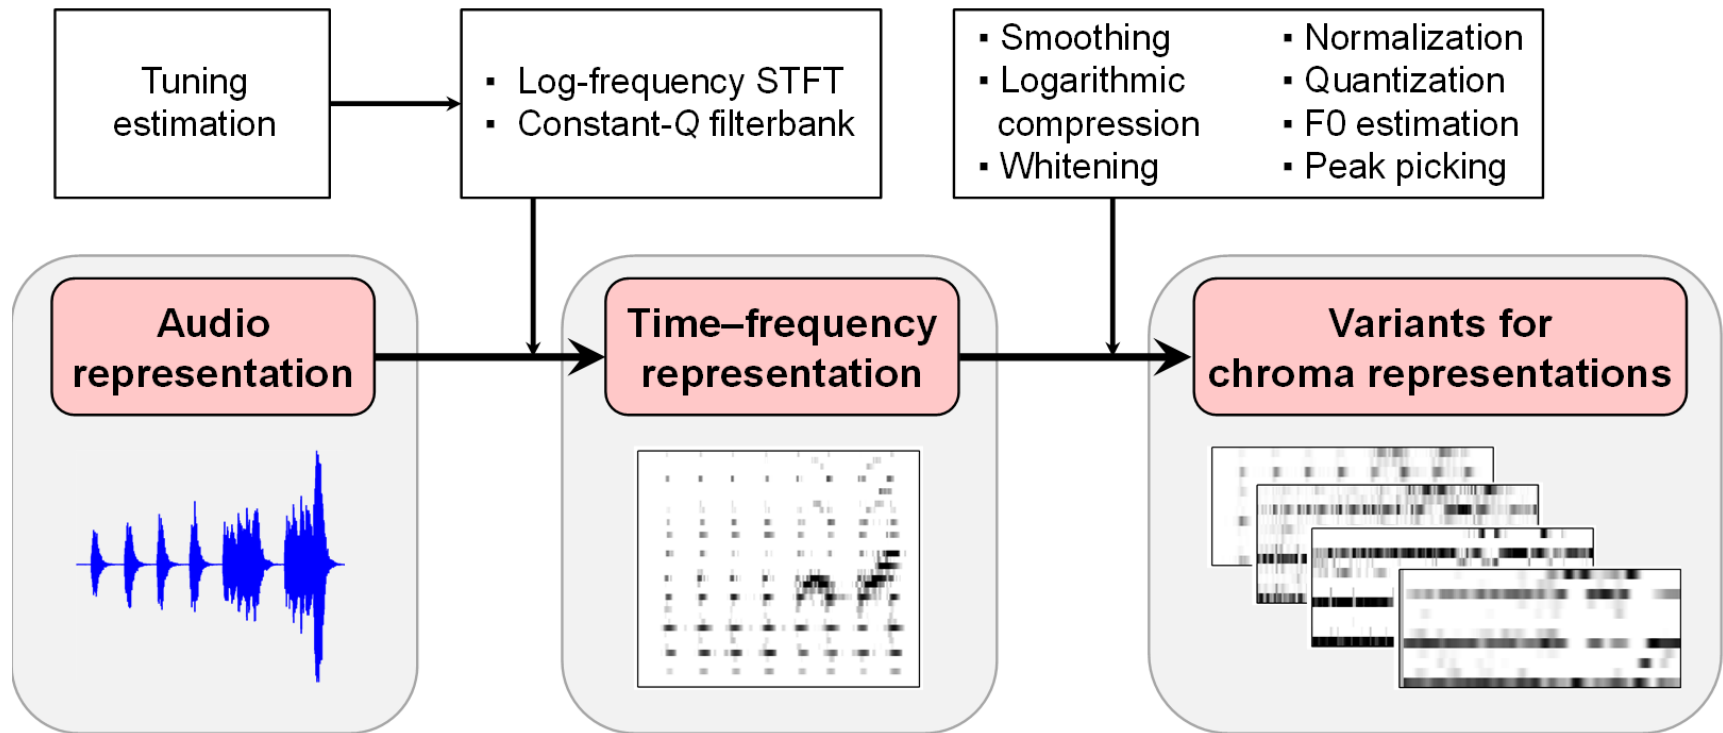 Tuning
estimation
▪ Log-frequency STFT
▪ Constant-Q filterbank
▪ Smoothing
▪ Logarithmic
compression
▪ Whitening
▪ Normalization
▪ Quantization
▪ F0 estimation
▪ Peak picking
Audio
representation
Time–frequency
representation
Variants for
chroma representations